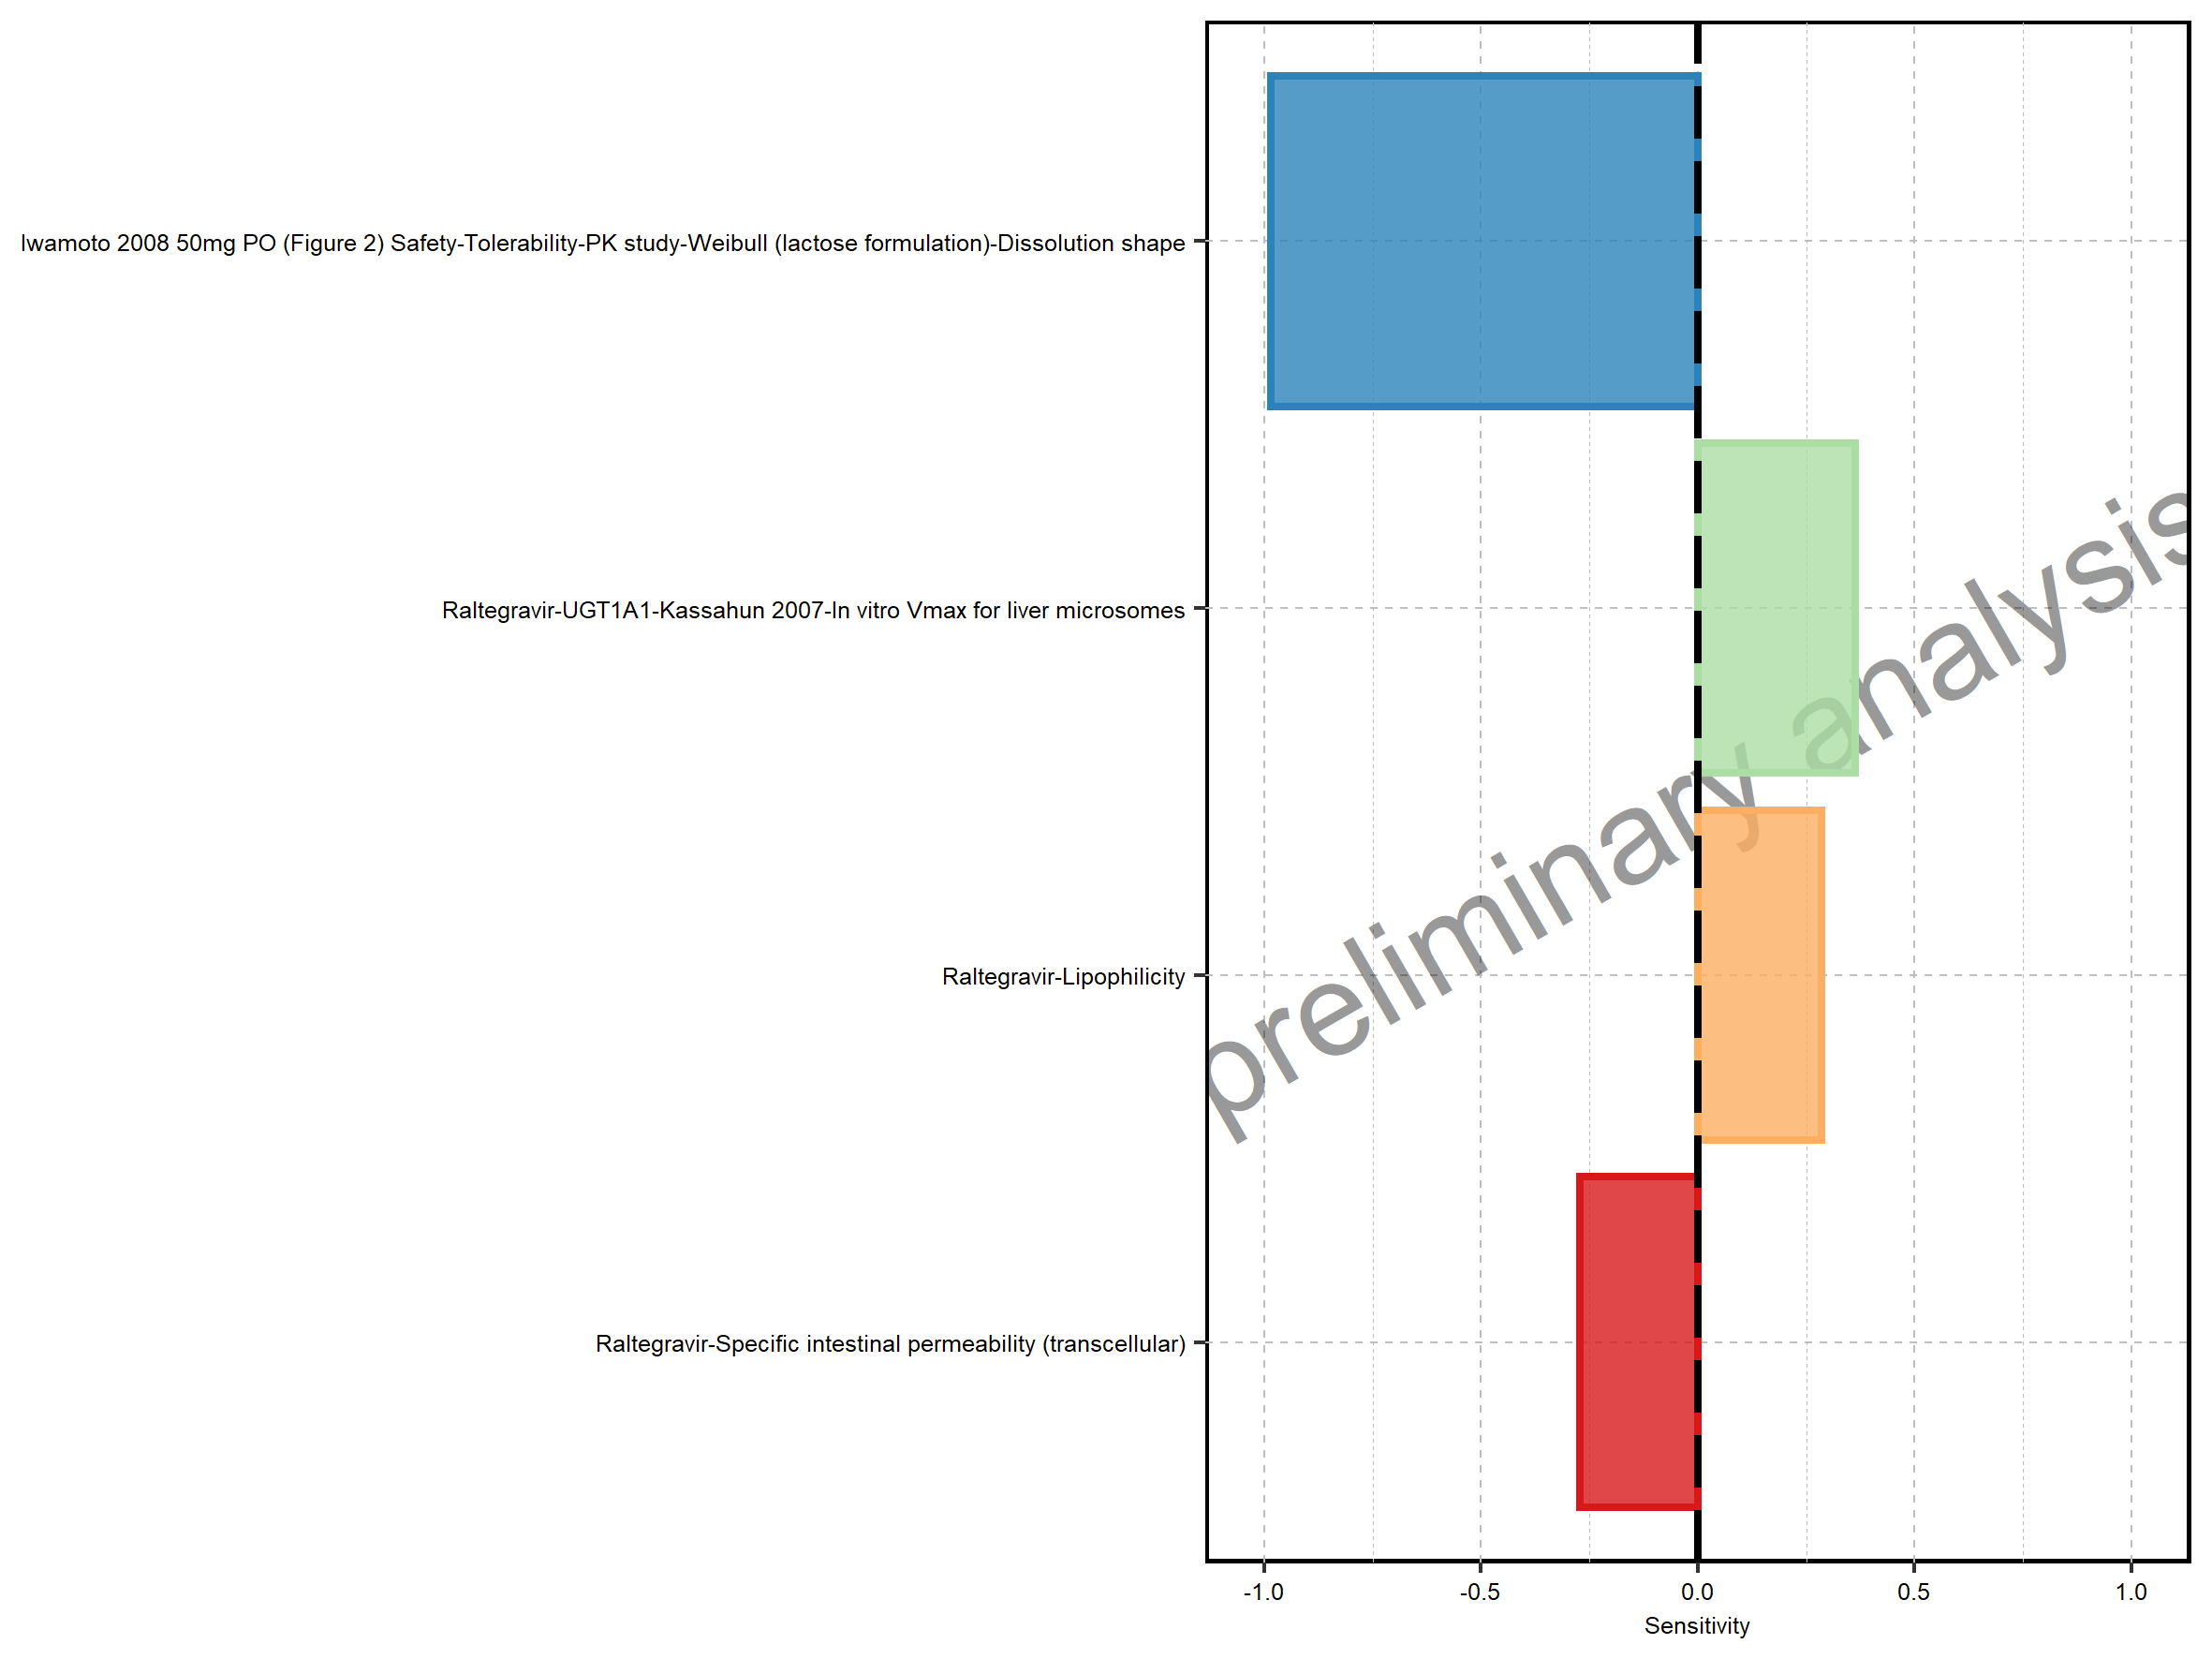 Iwamoto 2008 50mg PO (Figure 2) Safety-Tolerability-PK study-Weibull (lactose formulation)-Dissolution shape
Raltegravir-UGT1A1-Kassahun 2007-In vitro Vmax for liver microsomes
Raltegravir-Lipophilicity
Raltegravir-Specific intestinal permeability (transcellular)
preliminary analysis
-1.0 -0.5 0.0 0.5 1.0
Sensitivity